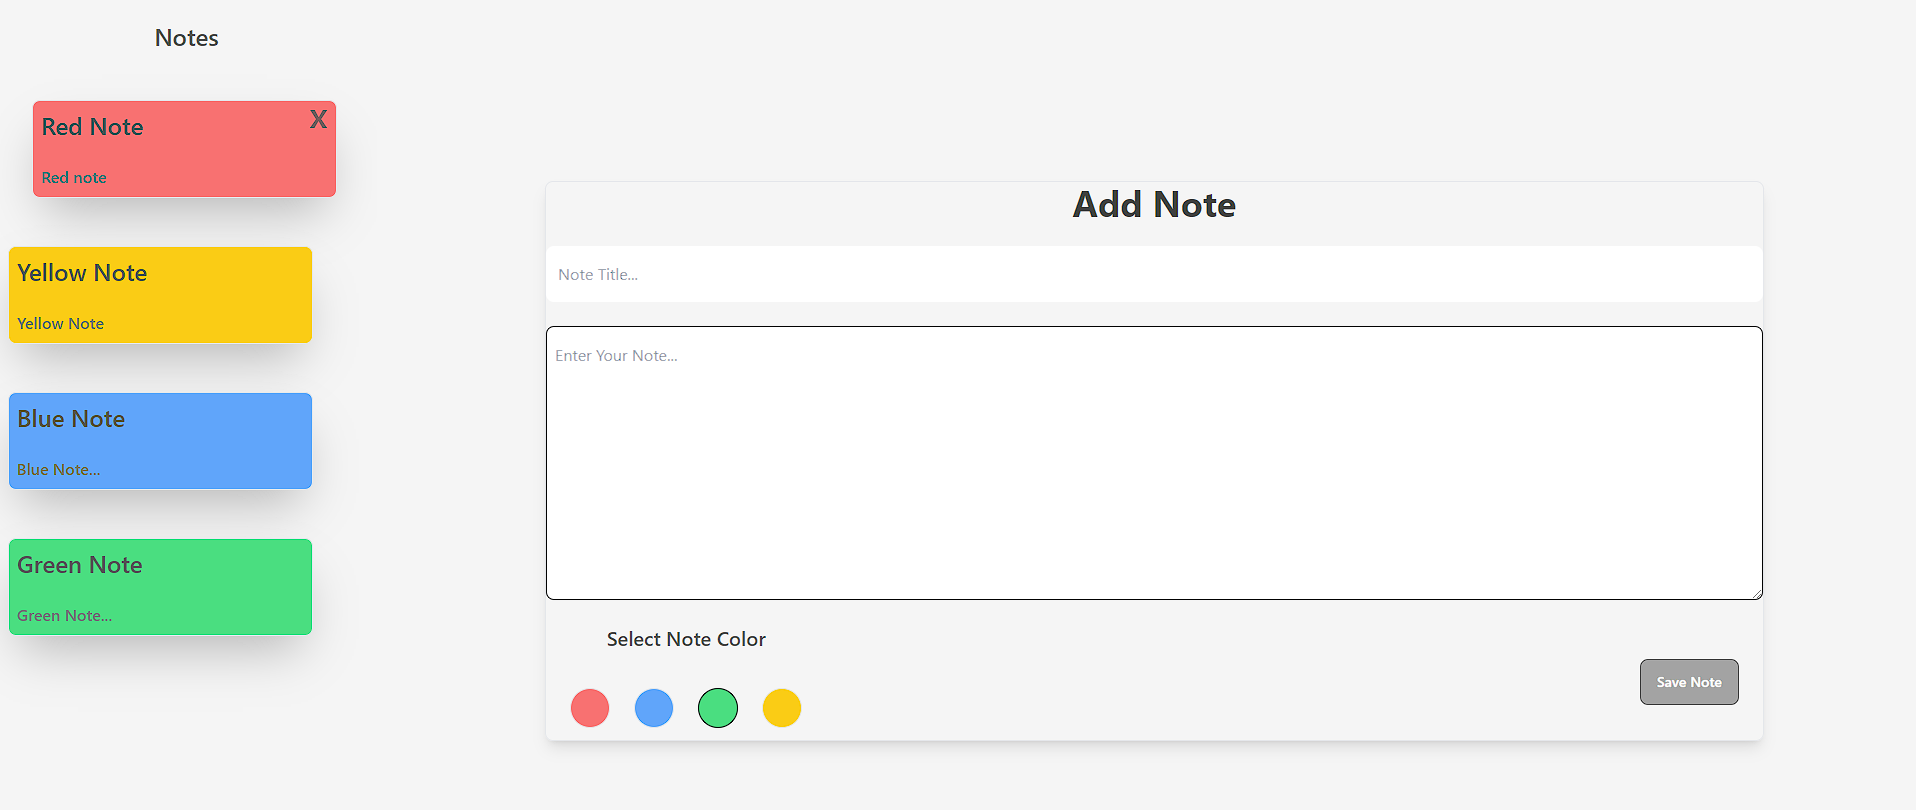 Notes
Red Note
X
Red note
Yellow Note
Yellow Note
Blue Note
Blue Note...
Green Note
Green Note...
Add Note
Note Title...
Enter Your Note...
Select Note Color
Save Note